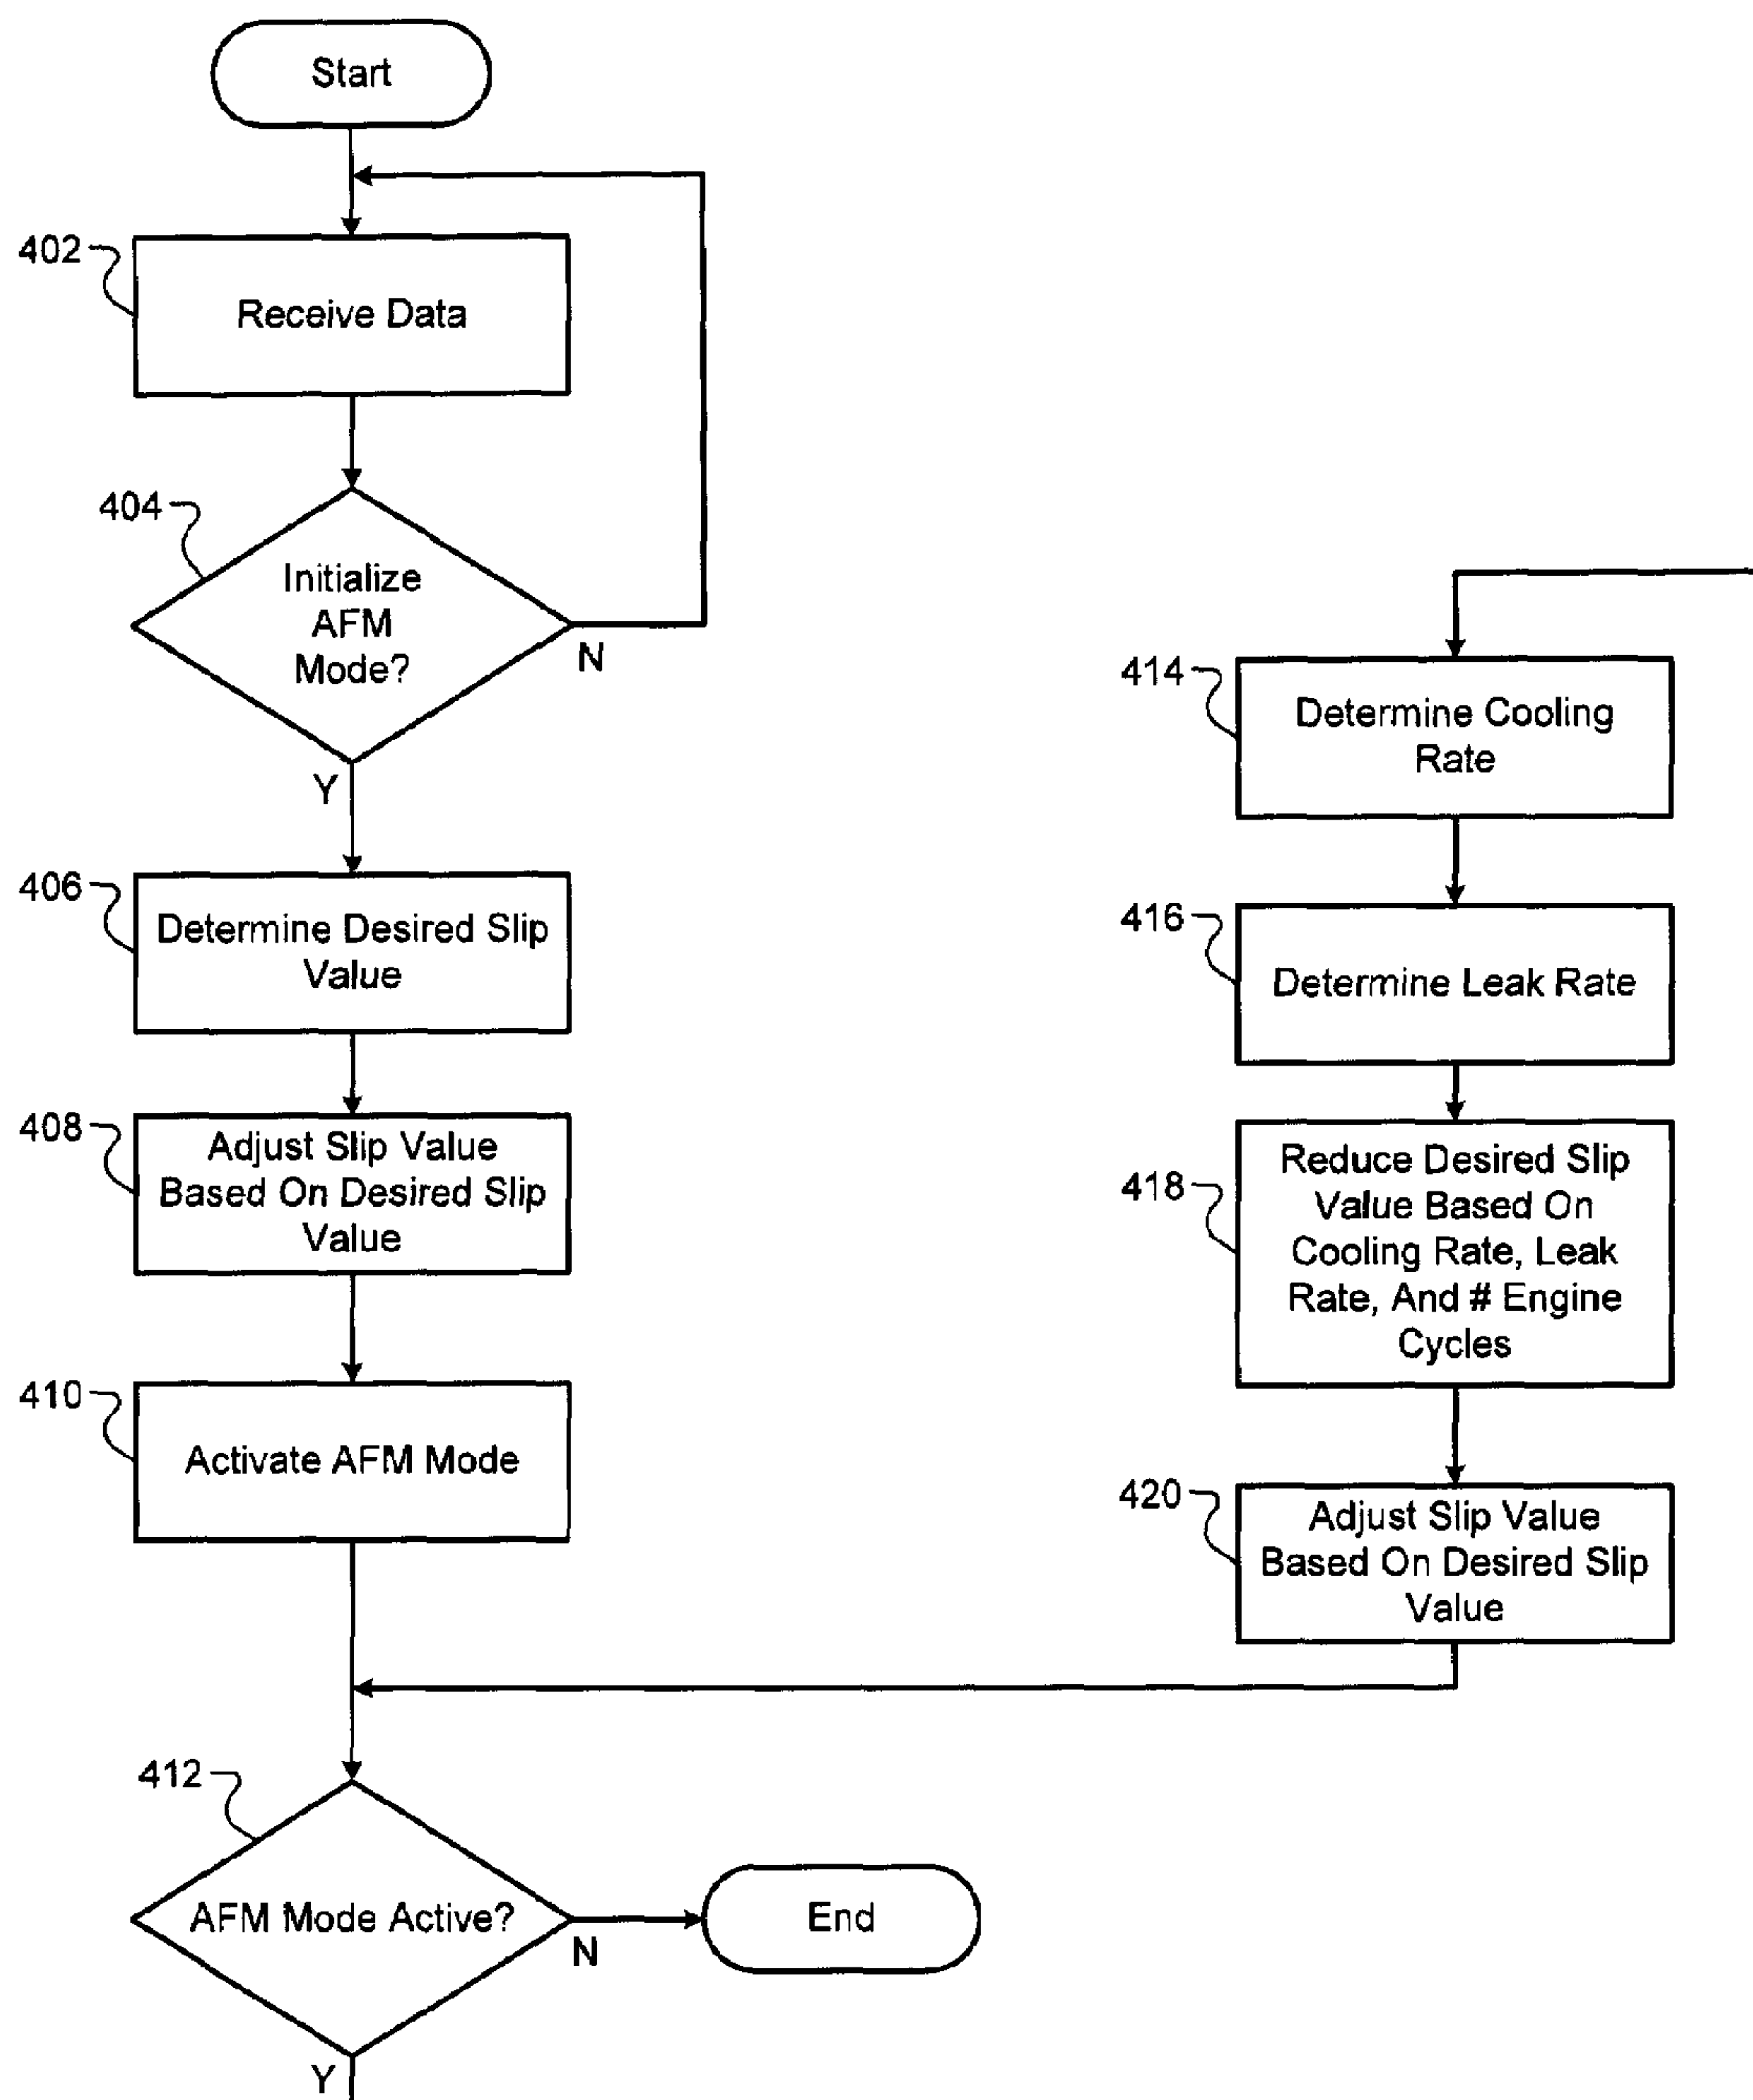 Start
402
Receive Data
404
Initialize
AFM
Mode?
N
Y
406
Determine Desired Slip
Value
408
Adjust Slip Value
Based On Desired Slip
Value
410
Activate AFM Mode
412
AFM Mode Active?
N
End
Y
414
Determine Cooling
Rate
416
Determine Leak Rate
418
Reduce Desired Slip
Value Based On
Cooling Rate, Leak
Rate, And # Engine
Cycles
420
Adjust Slip Value
Based On Desired Slip
Value